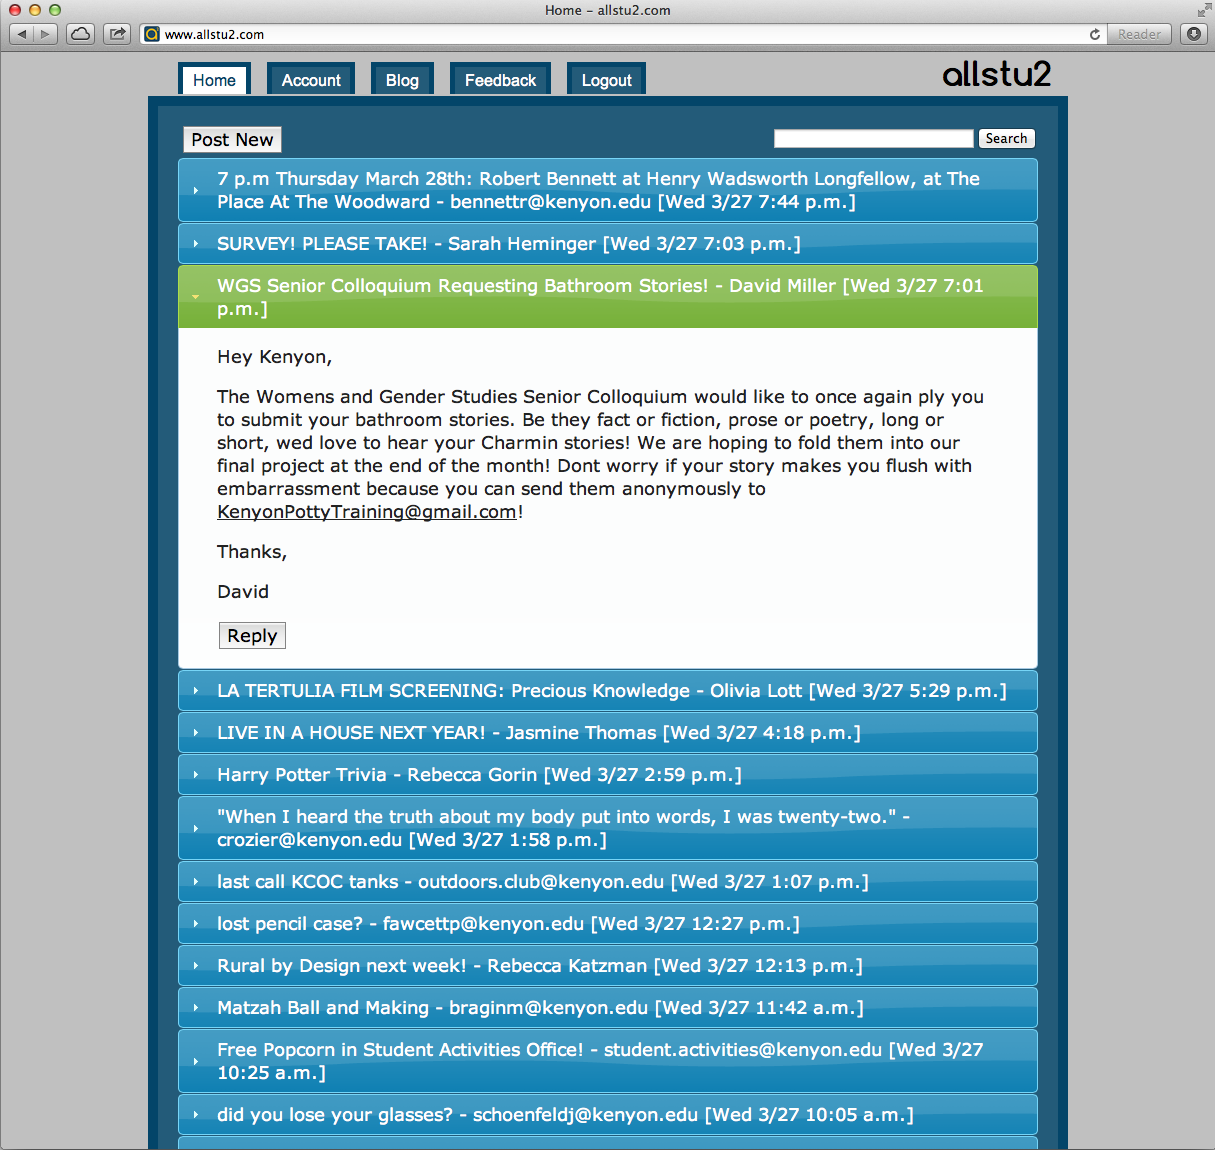 Home – allstu2.com
www.allstu2.com
Reader
Home
Account
Blog
Feedback
Logout
allstu2
Post New
Search
7 p.m Thursday March 28th: Robert Bennett at Henry Wadsworth Longfellow, at The
Place At The Woodward - bennettr@kenyon.edu [Wed 3/27 7:44 p.m.]
SURVEY! PLEASE TAKE! - Sarah Heminger [Wed 3/27 7:03 p.m.]
WGS Senior Colloquium Requesting Bathroom Stories! - David Miller [Wed 3/27 7:01
p.m.]
Hey Kenyon,
The Womens and Gender Studies Senior Colloquium would like to once again ply you
to submit your bathroom stories. Be they fact or fiction, prose or poetry, long or
short, wed love to hear your Charmin stories! We are hoping to fold them into our
final project at the end of the month! Dont worry if your story makes you flush with
embarrassment because you can send them anonymously to
KenyonPottyTraining@gmail.com!
Thanks,
David
Reply
LA TERTULIA FILM SCREENING: Precious Knowledge - Olivia Lott [Wed 3/27 5:29 p.m.]
LIVE IN A HOUSE NEXT YEAR! - Jasmine Thomas [Wed 3/27 4:18 p.m.]
Harry Potter Trivia - Rebecca Gorin [Wed 3/27 2:59 p.m.]
"When I heard the truth about my body put into words, I was twenty-two." -
crozier@kenyon.edu [Wed 3/27 1:58 p.m.]
last call KCOC tanks - outdoors.club@kenyon.edu [Wed 3/27 1:07 p.m.]
lost pencil case? - fawcettp@kenyon.edu [Wed 3/27 12:27 p.m.]
Rural by Design next week! - Rebecca Katzman [Wed 3/27 12:13 p.m.]
Matzah Ball and Making - braginm@kenyon.edu [Wed 3/27 11:42 a.m.]
Free Popcorn in Student Activities Office! - student.activities@kenyon.edu [Wed 3/27
10:25 a.m.]
did you lose your glasses? - schoenfeldj@kenyon.edu [Wed 3/27 10:05 a.m.]